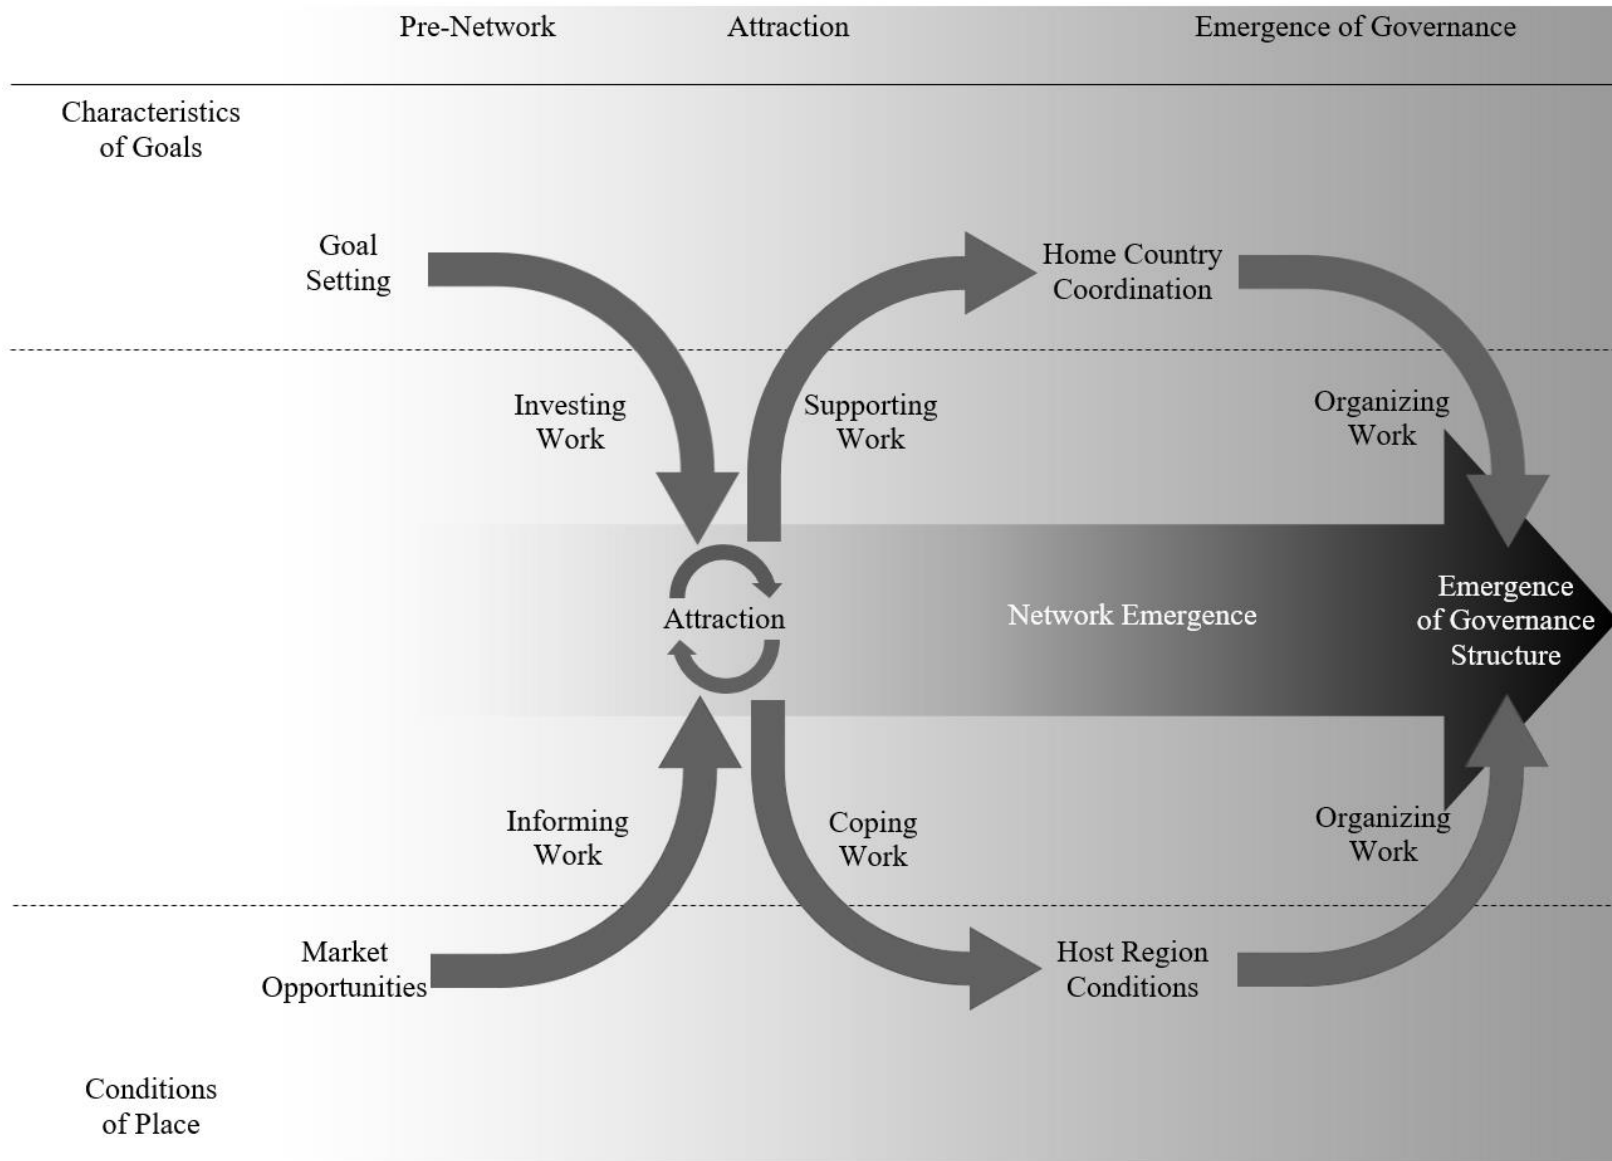 Pre-Network
Attraction
Emergence of Governance
Characteristics
of Goals
Goal
Setting
Home Country
Coordination
Investing
Work
Supporting
Work
Organizing
Work
Attraction
Network Emergence
Emergence
of Governance
Structure
Informing
Work
Coping
Work
Organizing
Work
Market
Opportunities
Host Region
Conditions
Conditions
of Place